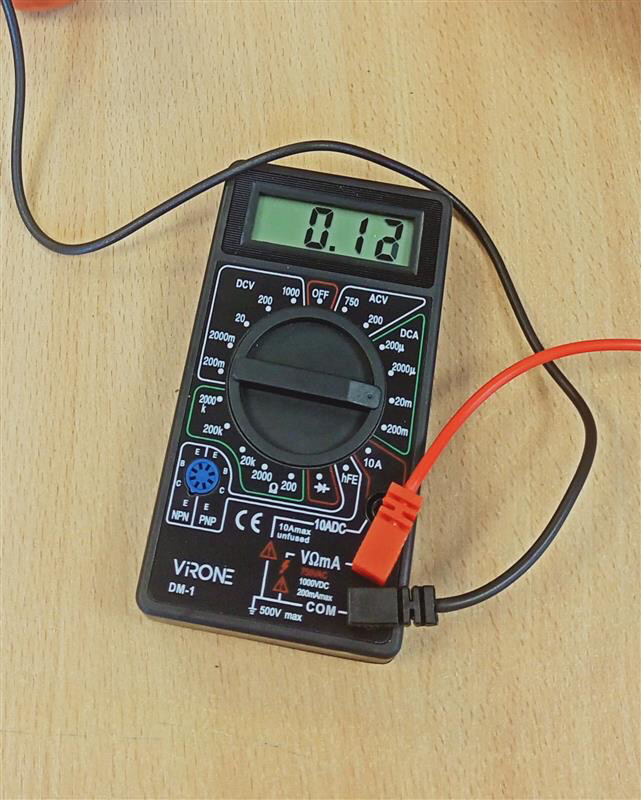 0.12
DCV
1000
OFF
750
ACV
200
200
20
DCA
200µ
2000m
2000µ
200m
20m
2000
k
200m
200k
10A
20k
hFE
2000
Ω
200
E
E
B
B
C
C
E
E
NPN
PNP
CE
10Amax
unfused
10ADC
VΩmA
750VAC
1000VDC
200mAmax
ViRONE
DM-1
COM
500V max